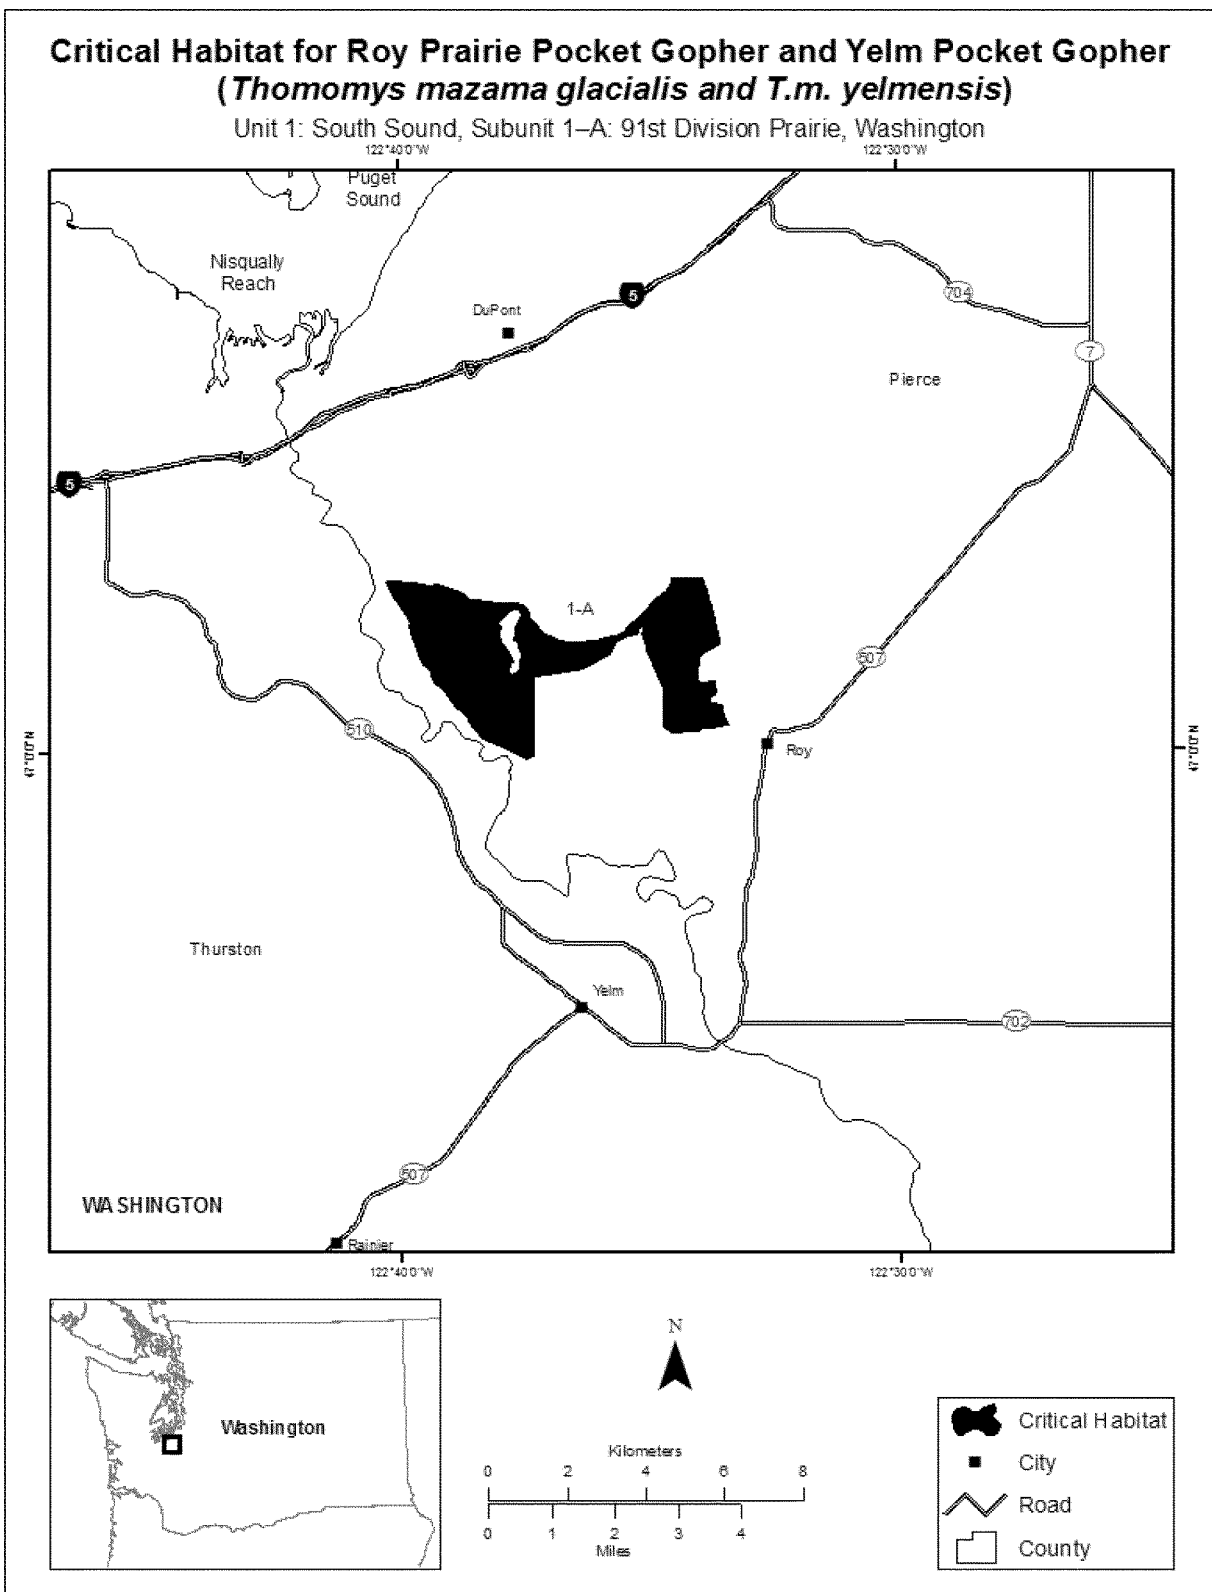 Critical Habitat for Roy Prairie Pocket Gopher and Yelm Pocket Gopher
(Thomomys mazama glacialis and T.m. yelmensis)
Unit 1: South Sound, Subunit 1–A: 91st Division Prairie, Washington
122°40'0"W
122°30'0"W
Puget
Sound
Nisqually
Reach
5
704
DuPont
7
Pierce
5
1-A
507
510
Roy
47°0'0"N
47°0'0"N
Thurston
Yelm
702
507
WASHINGTON
Rainier
122°40'0"W
122°30'0"W
N
Washington
Critical Habitat
Kilometers
City
0 2 4 6 8
Road
0 1 2 3 4
Miles
County